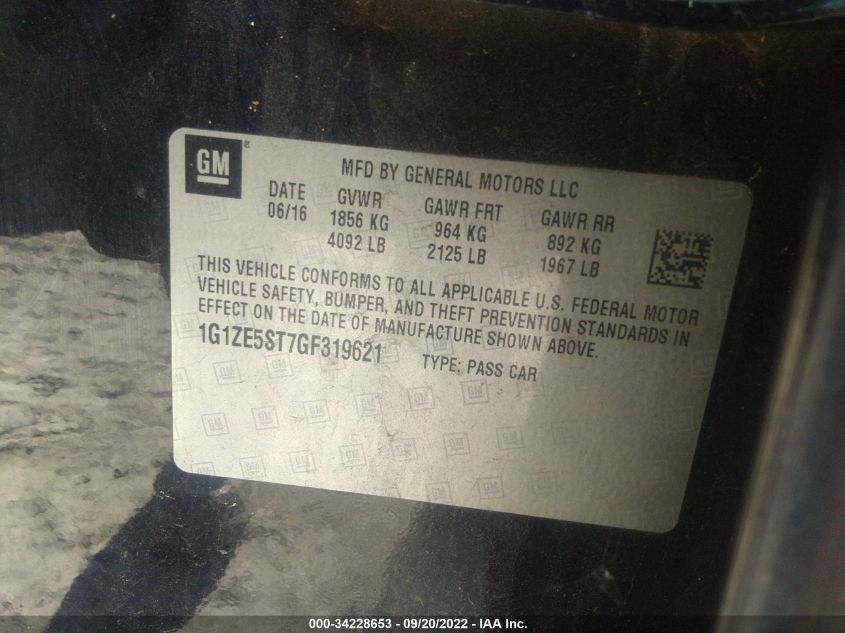 GM®
MFD BY GENERAL MOTORS LLC
DATE GVWR GAWR FRT GAWR RR
06/16 1856 KG 964 KG 892 KG
4092 LB 2125 LB 1967 LB
THIS VEHICLE CONFORMS TO ALL APPLICABLE U.S. FEDERAL MOTOR
VEHICLE SAFETY, BUMPER, AND THEFT PREVENTION STANDARDS IN
EFFECT ON THE DATE OF MANUFACTURE SHOWN ABOVE.
1G1ZE5ST7GF319621 TYPE: PASS CAR
000-34228653 - 09/20/2022 - IAA Inc.